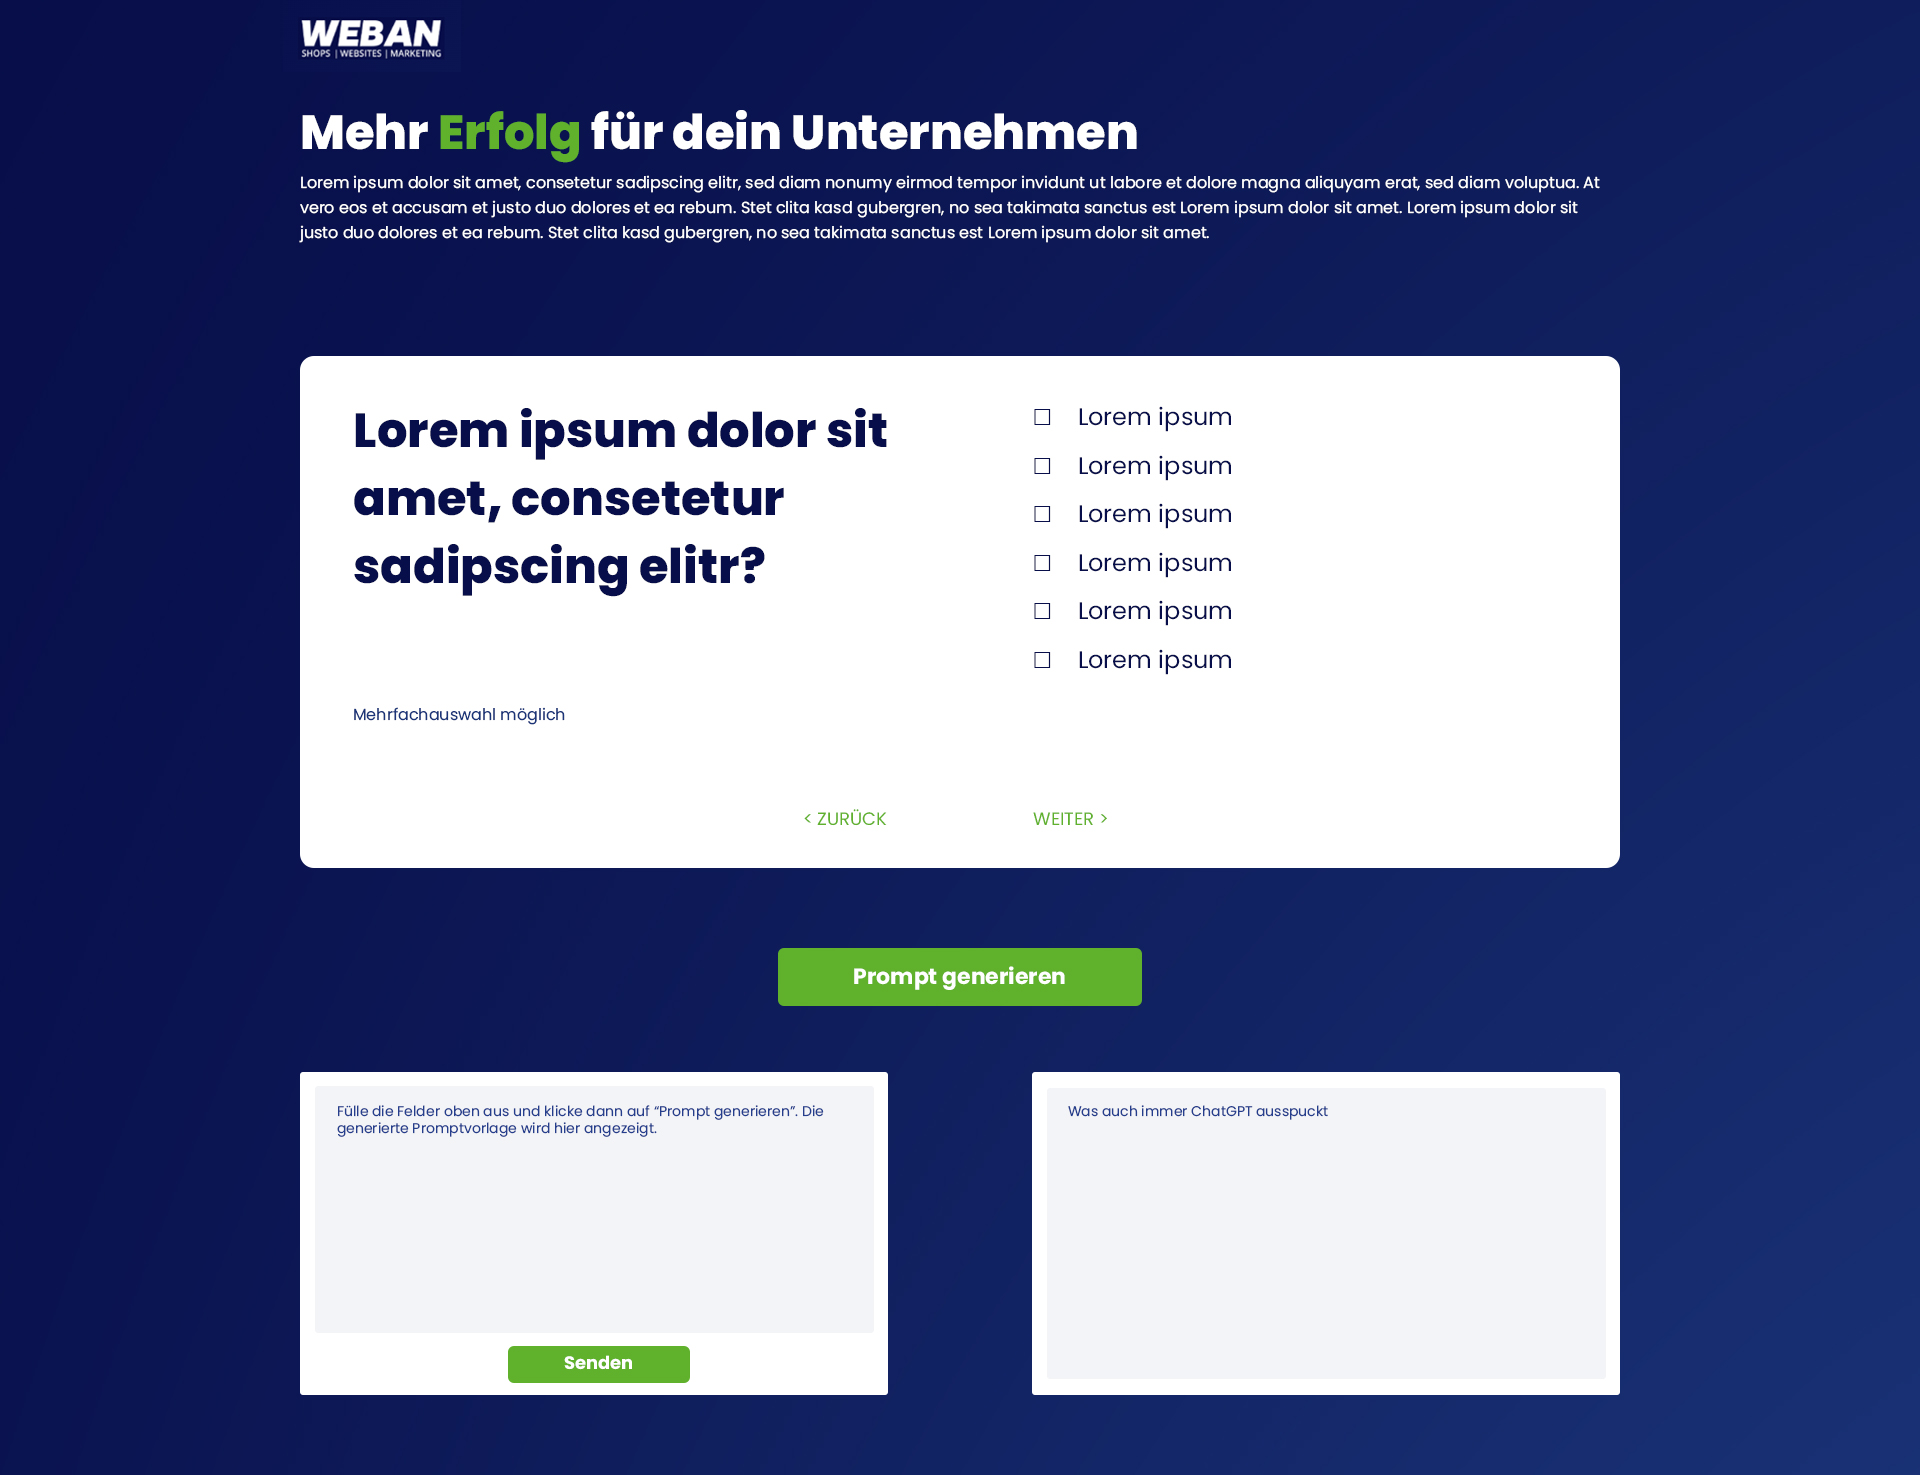 WEBAN
SHOPS | WEBSITES | MARKETING
Mehr Erfolg für dein Unternehmen
Lorem ipsum dolor sit amet, consetetur sadipscing elitr, sed diam nonumy eirmod tempor invidunt ut labore et dolore magna aliquyam erat, sed diam voluptua. At
vero eos et accusam et justo duo dolores et ea rebum. Stet clita kasd gubergren, no sea takimata sanctus est Lorem ipsum dolor sit amet. Lorem ipsum dolor sit
justo duo dolores et ea rebum. Stet clita kasd gubergren, no sea takimata sanctus est Lorem ipsum dolor sit amet.
Lorem ipsum dolor sit
amet, consetetur
sadipscing elitr?
Mehrfachauswahl möglich
Lorem ipsum
Lorem ipsum
Lorem ipsum
Lorem ipsum
Lorem ipsum
Lorem ipsum
< ZURÜCK
WEITER >
Prompt generieren
Fülle die Felder oben aus und klicke dann auf “Prompt generieren”. Die
generierte Promptvorlage wird hier angezeigt.
Senden
Was auch immer ChatGPT ausspuckt